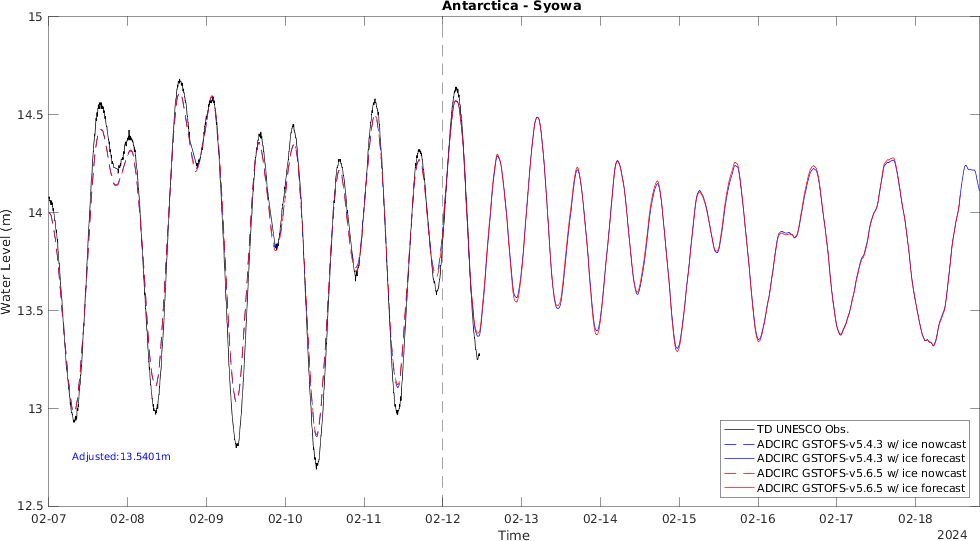 Antarctica - Syowa
15
14.5
14
13.5
13
12.5
Water Level (m)
Adjusted:13.5401m
TD UNESCO Obs.
ADCIRC GSTOFS-v5.4.3 w/ ice nowcast
ADCIRC GSTOFS-v5.4.3 w/ ice forecast
ADCIRC GSTOFS-v5.6.5 w/ ice nowcast
ADCIRC GSTOFS-v5.6.5 w/ ice forecast
02-07 02-08 02-09 02-10 02-11 02-12 02-13 02-14 02-15 02-16 02-17 02-18
Time
2024